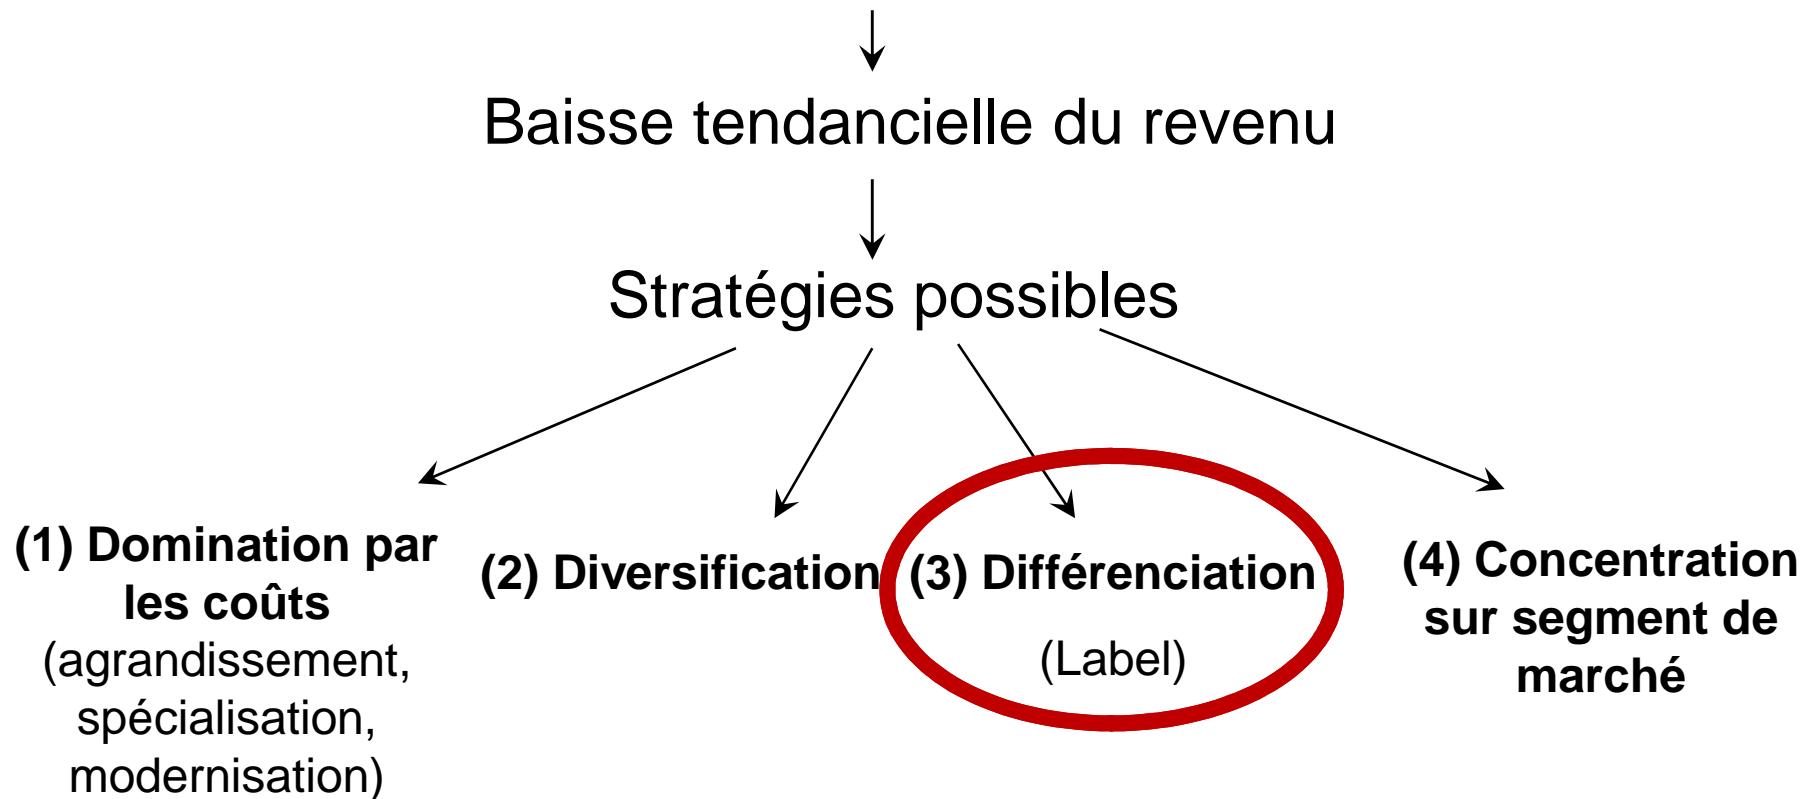 Baisse tendancielle du revenu
Stratégies possibles
(1) Domination par
les coûts
(agrandissement,
spécialisation,
modernisation)
(2) Diversification
(3) Différenciation
(Label)
(4) Concentration
sur segment de
marché